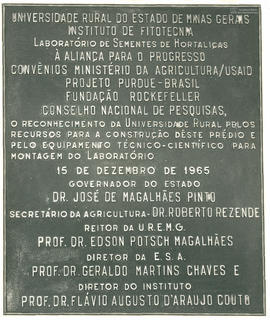 UNIVERSIDADE RURAL DO ESTADO DE MINAS GERAIS
INSTITUTO DE FITOTECNIA
LABORATÓRIO DE SEMENTES DE HORTALIÇAS
À ALIANÇA PARA O PROGRESSO
CONVÊNIOS MINISTÉRIO DA AGRICULTURA/USAID
PROJETO PURDUE-BRASIL
FUNDAÇÃO ROCKEFELLER
CONSELHO NACIONAL DE PESQUISAS,
O RECONHECIMENTO DA UNIVERSIDADE RURAL PELOS
RECURSOS PARA A CONSTRUÇÃO DÊSTE PRÉDIO E
PELO EQUIPAMENTO TÉCNICO-CIENTÍFICO PARA
MONTAGEM DO LABORATÓRIO
15 DE DEZEMBRO DE 1965
GOVERNADOR DO ESTADO
DR. JOSÉ DE MAGALHÃES PINTO
SECRETÁRIO DA AGRICULTURA-DR. ROBERTO REZENDE
REITOR DA U.R.E.M.G.
PROF. DR. EDSON POTSCH MAGALHÃES
DIRETOR DA E.S.A.
PROF. DR. GERALDO MARTINS CHAVES E
DIRETOR DO INSTITUTO
PROF. DR. FLÁVIO AUGUSTO D'ARAUJO COUTO